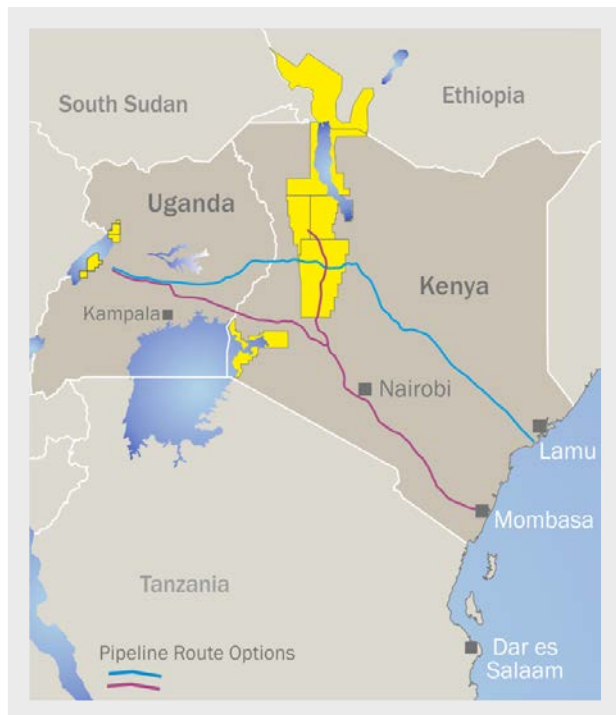 South Sudan
Ethiopia
Uganda
Kenya
Kampala
Nairobi
Lamu
Mombasa
Tanzania
Pipeline Route Options
Dar es
Salaam